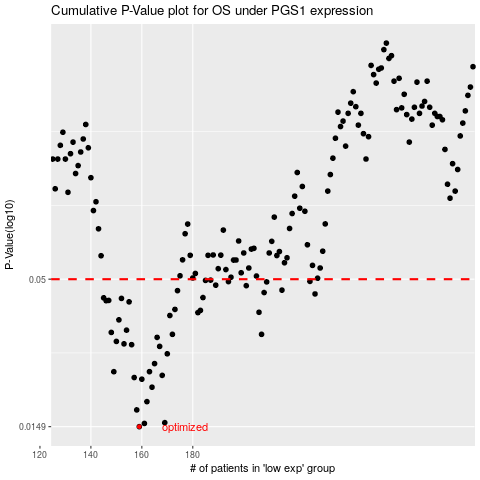 Cumulative P-Value plot for OS under PGS1 expression
P-Value(log10)
0.05
0.0149
optimized
120 140 160 180
# of patients in 'low exp' group